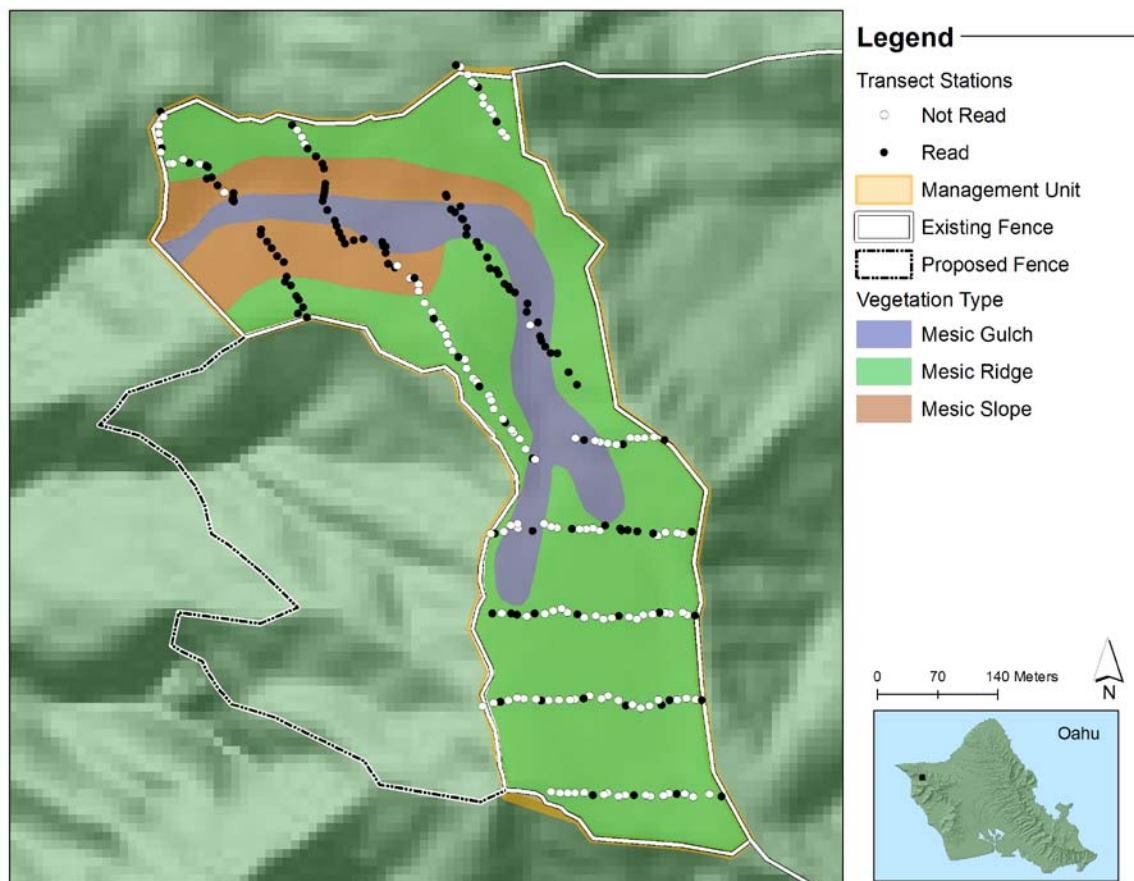 Legend
Transect Stations
Not Read
Read
Management Unit
Existing Fence
Proposed Fence
Vegetation Type
Mesic Gulch
Mesic Ridge
Mesic Slope
0 70 140 Meters
N
Oahu